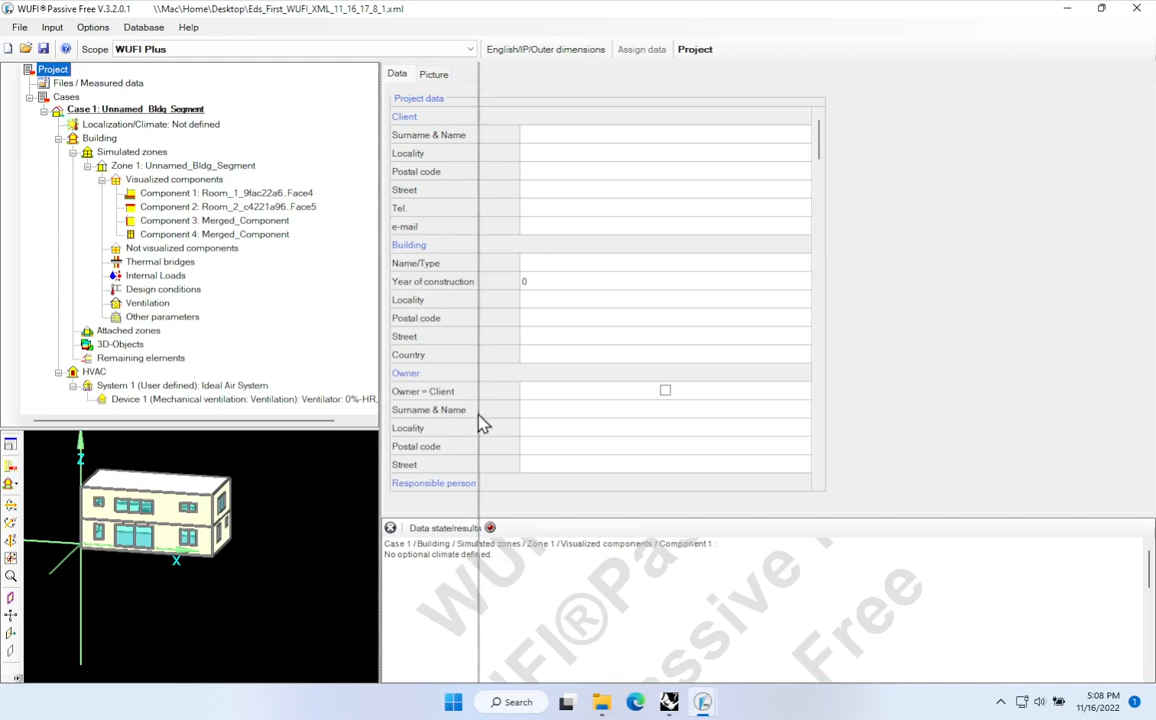 WUFI®Passive Free V.3.2.0.1 \\Mac\Home\Desktop\Eds_First_WUFI_XML_11_16_17_8_1.xml
File Input Options Database Help
Scope WUFI Plus English/IP/Outer dimensions Assign data Project
Project
Files / Measured data
Cases
Case 1: Unnamed_Bldg_Segment
Localization/Climate: Not defined
Building
Simulated zones
Zone 1: Unnamed_Bldg_Segment
Visualized components
Component 1: Room_1_9fac22a6..Face4
Component 2: Room_2_c4221a96..Face5
Component 3: Merged_Component
Component 4: Merged_Component
Not visualized components
Thermal bridges
Internal Loads
Design conditions
Ventilation
Other parameters
Attached zones
3D-Objects
Remaining elements
HVAC
System 1 (User defined): Ideal Air System
Device 1 (Mechanical ventilation: Ventilation): Ventilator: 0%-HR,
Z
X
Data Picture
Project data
Client
Surname & Name
Locality
Postal code
Street
Tel.
e-mail
Building
Name/Type
Year of construction 0
Locality
Postal code
Street
Country
Owner
Owner = Client
Surname & Name
Locality
Postal code
Street
Responsible person
Data state/results
Case 1 / Building / Simulated zones / Zone 1 / Visualized components / Component 1 :
No optional climate defined.
WUFI®Passive
Free
Search
5:08 PM
11/16/2022
1